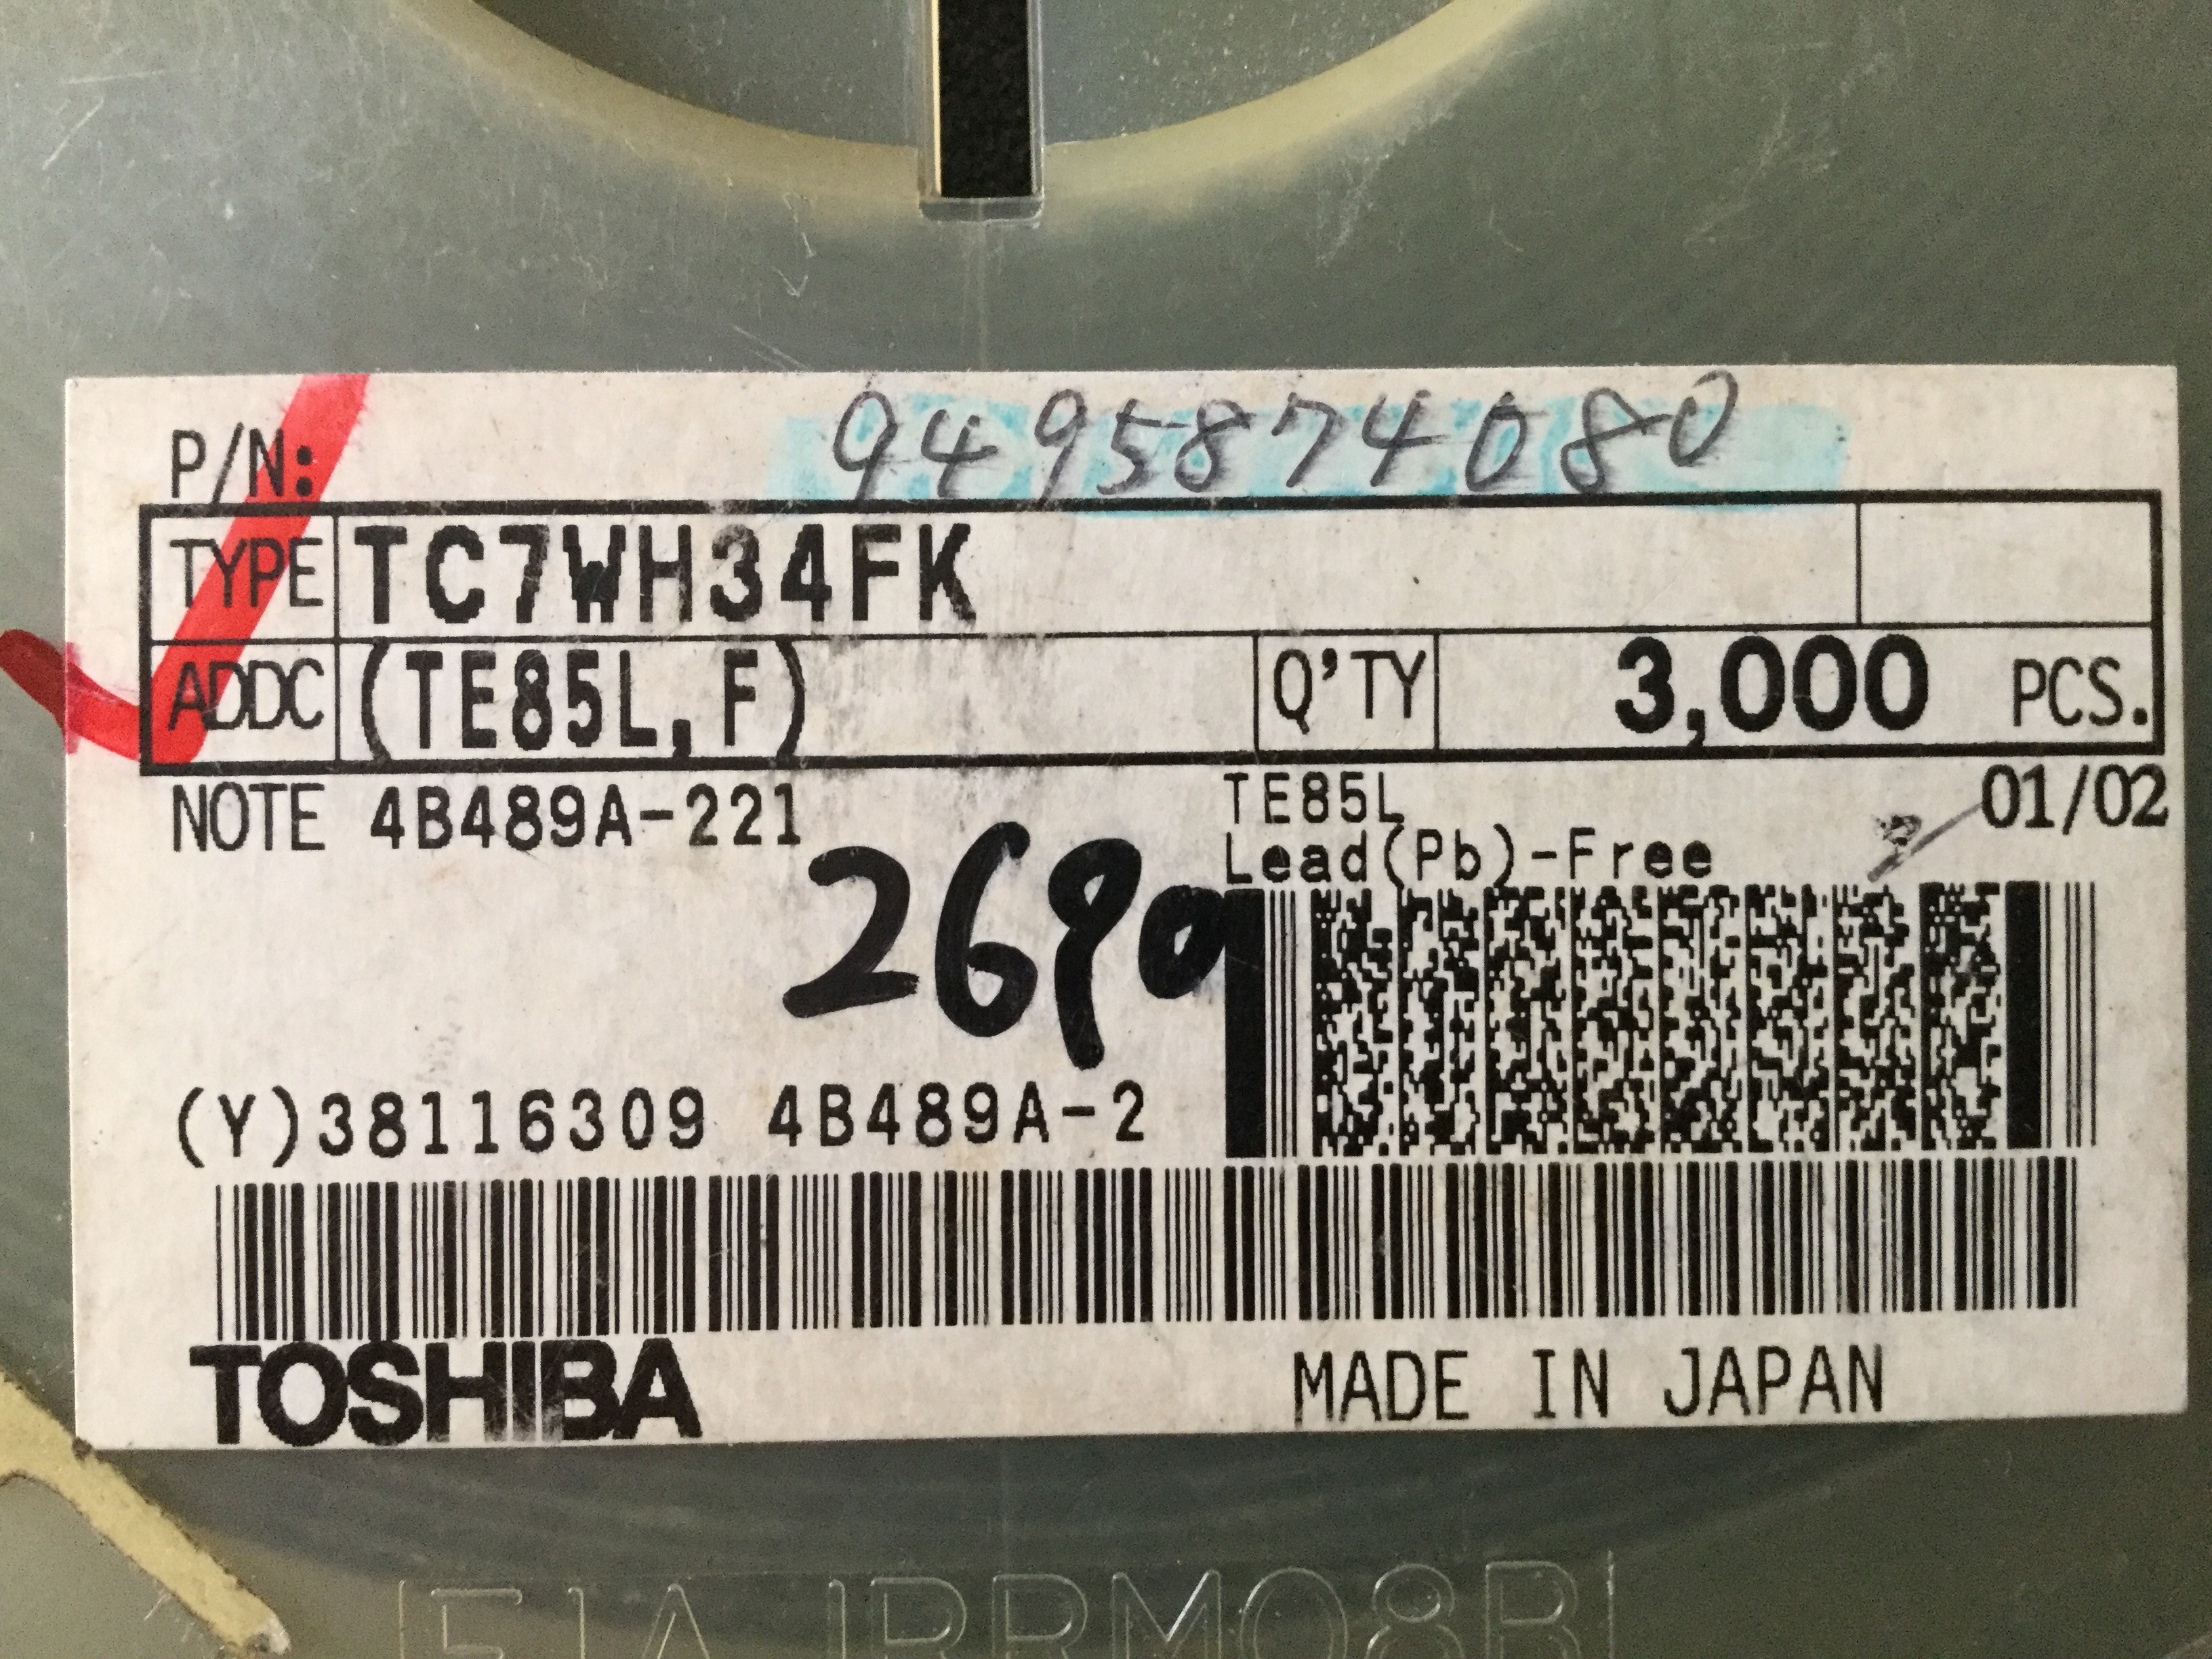 P/N: 9495874080
TYPE TC7WH34FK
ADDC (TE85L, F) Q'TY 3,000 PCS.
NOTE 4B489A-221 TE85L 01/02
Lead(Pb)-Free
(Y)38116309 4B489A-2
TOSHIBA MADE IN JAPAN